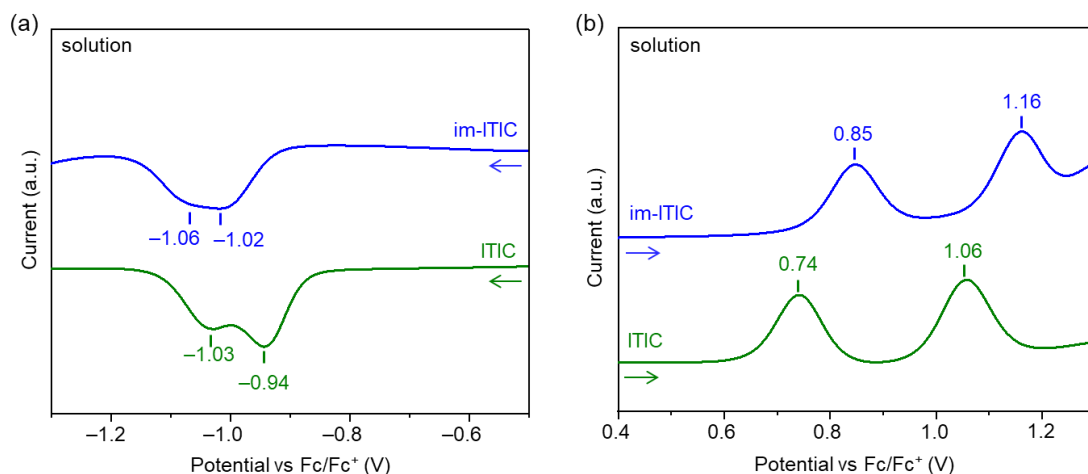 (a)
solution
im-ITIC
–1.06
–1.02
ITIC
–1.03
–0.94
Current (a.u.)
–1.2
–1.0
–0.8
–0.6
Potential vs Fc/Fc⁺ (V)
(b)
solution
1.16
0.85
im-ITIC
1.06
0.74
ITIC
Current (a.u.)
0.4
0.6
0.8
1.0
1.2
Potential vs Fc/Fc⁺ (V)